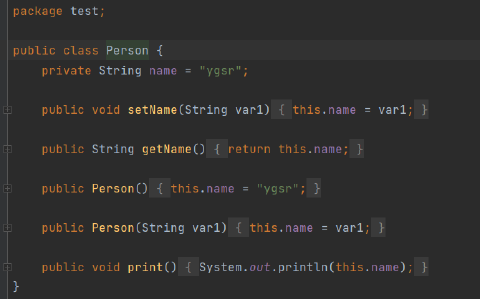 package test;
public class Person {
private String name = "ygsr";
public void setName(String var1) { this.name = var1; }
public String getName() { return this.name; }
public Person() { this.name = "ygsr"; }
public Person(String var1) { this.name = var1; }
public void print() { System.out.println(this.name); }
}